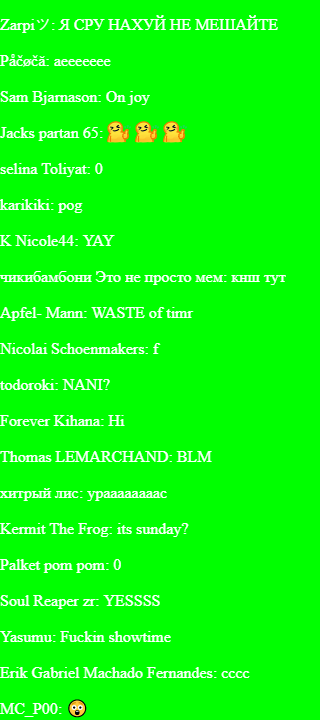 Zarpiツ: Я СРУ НАХУЙ НЕ МЕШАЙТЕ
Påčøčä: aeeeeeee
Sam Bjarnason: On joy
Jacks partan 65:
selina Toliyat: 0
karikiki: pog
K Nicole44: YAY
чикибамбони Это не просто мем: кнш тут
Apfel- Mann: WASTE of timr
Nicolai Schoenmakers: f
todoroki: NANI?
Forever Kihana: Hi
Thomas LEMARCHAND: BLM
хитрый лис: ураааааааас
Kermit The Frog: its sunday?
Palket pom pom: 0
Soul Reaper zr: YESSSS
Yasumu: Fuckin showtime
Erik Gabriel Machado Fernandes: cccc
MC_P00: 😲